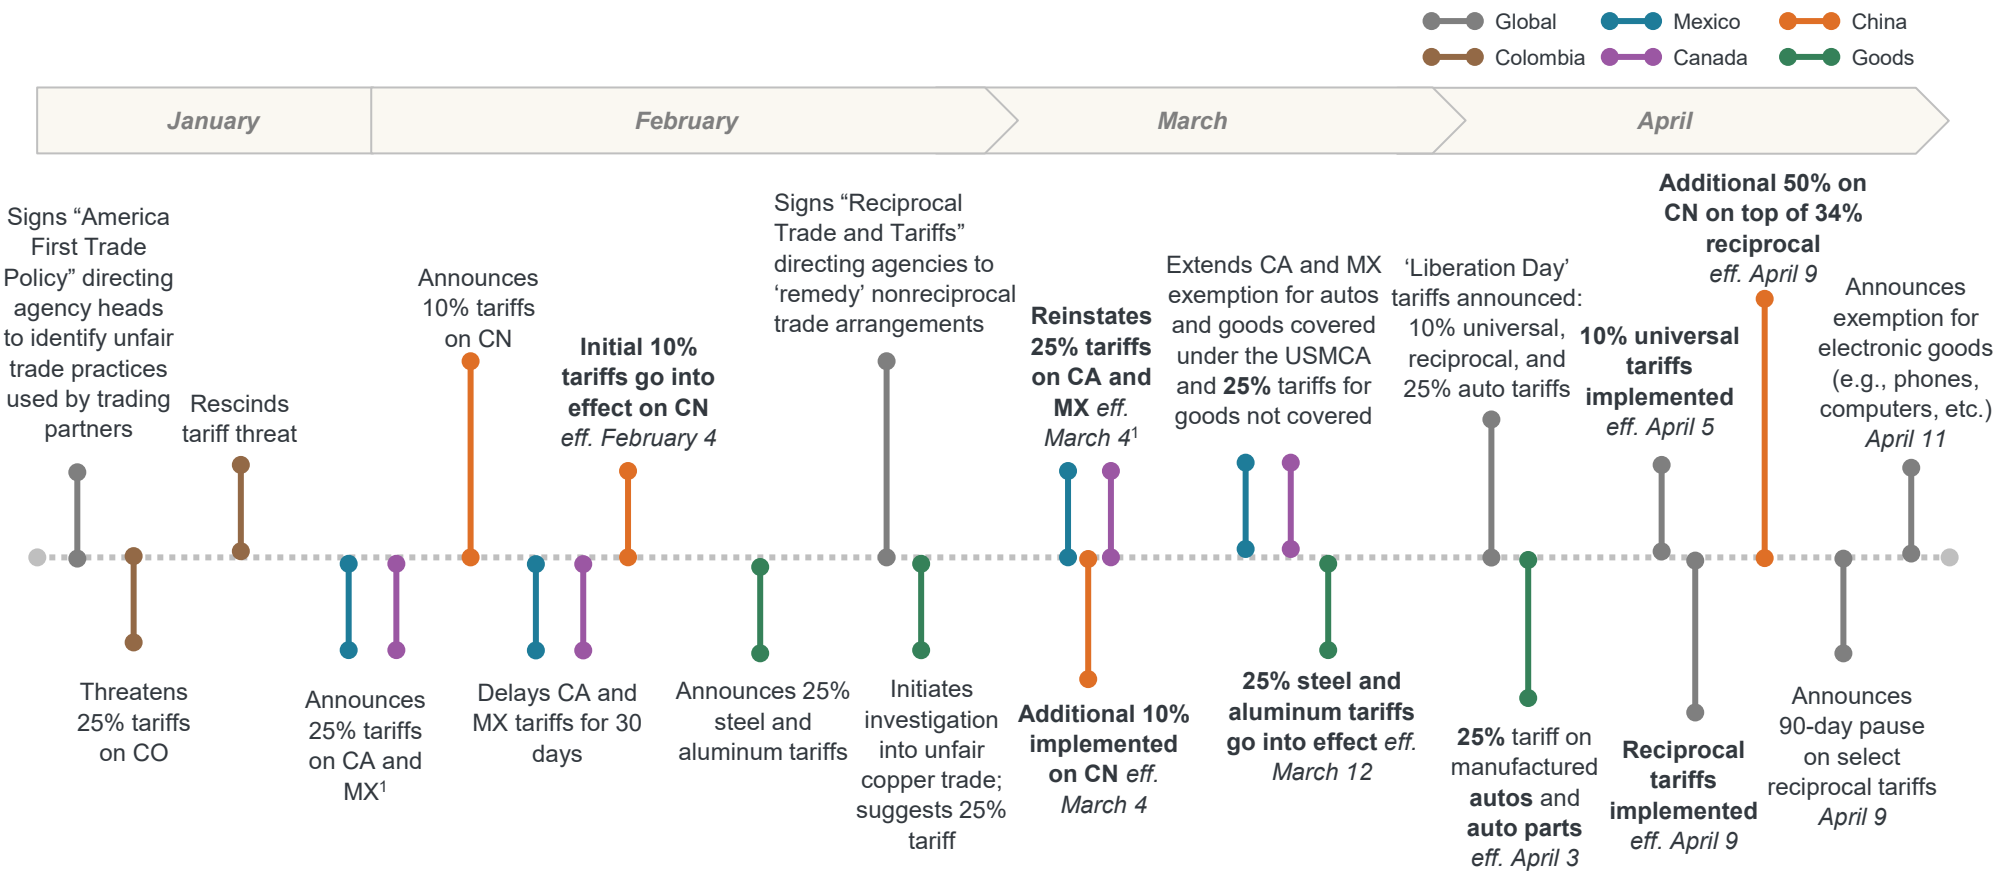 Global
Mexico
China
Colombia
Canada
Goods
January
February
March
April
Signs “America
First Trade
Policy” directing
agency heads
to identify unfair
trade practices
used by trading
partners
Rescinds
tariff threat
Announces
10% tariffs
on CN
Initial 10%
tariffs go into
effect on CN
eff. February 4
Signs “Reciprocal
Trade and Tariffs”
directing agencies to
‘remedy’ nonreciprocal
trade arrangements
Reinstates
25% tariffs
on CA and
MX eff.
March 4¹
Extends CA and MX
exemption for autos
and goods covered
under the USMCA
and 25% tariffs for
goods not covered
‘Liberation Day’
tariffs announced:
10% universal,
reciprocal, and
25% auto tariffs
10% universal
tariffs
implemented
eff. April 5
Additional 50% on
CN on top of 34%
reciprocal
eff. April 9
Announces
exemption for
electronic goods
(e.g., phones,
computers, etc.)
April 11
Threatens
25% tariffs
on CO
Announces
25% tariffs
on CA and
MX¹
Delays CA and
MX tariffs for 30
days
Announces 25%
steel and
aluminum tariffs
Initiates
investigation
into unfair
copper trade;
suggests 25%
tariff
Additional 10%
implemented
on CN eff.
March 4
25% steel and
aluminum tariffs
go into effect eff.
March 12
25% tariff on
manufactured
autos and
auto parts
eff. April 3
Reciprocal
tariffs
implemented
eff. April 9
Announces
90-day pause
on select
reciprocal tariffs
April 9